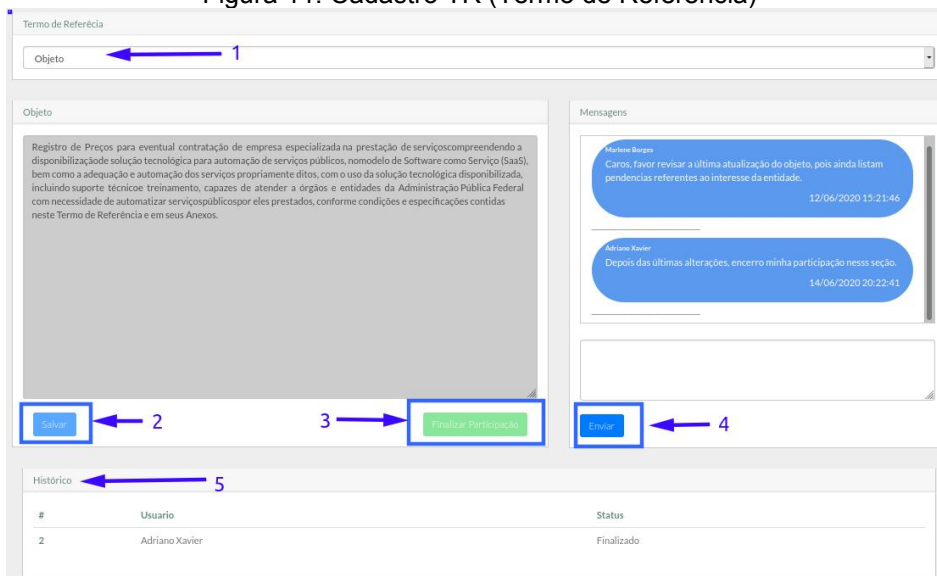 Figura 11: Cadastro TR (Termo de Referência)
Termo de Referêcia
Objeto
1
Objeto
Registro de Preços para eventual contratação de empresa especializada na prestação de serviçoscompreendendo a
disponibilizaçãode solução tecnológica para automação de serviços públicos, nomodelo de Software como Serviço (SaaS),
bem como a adequação e automação dos serviços propriamente ditos, com o uso da solução tecnológica disponibilizada,
incluindo suporte técnicoe treinamento, capazes de atender a órgãos e entidades da Administração Pública Federal
com necessidade de automatizar serviçospúblicospor eles prestados, conforme condições e especificações contidas
neste Termo de Referência e em seus Anexos.
Salvar
2
3
Finalizar Participação
Mensagens
Marlene Borges
Caros, favor revisar a última atualização do objeto, pois ainda listam
pendencias referentes ao interesse da entidade.
12/06/2020 15:21:46
Adriano Xavier
Depois das últimas alterações, encerro minha participação nesss seção.
14/06/2020 20:22:41
Enviar
4
Histórico
5
# Usuario Status
2 Adriano Xavier Finalizado